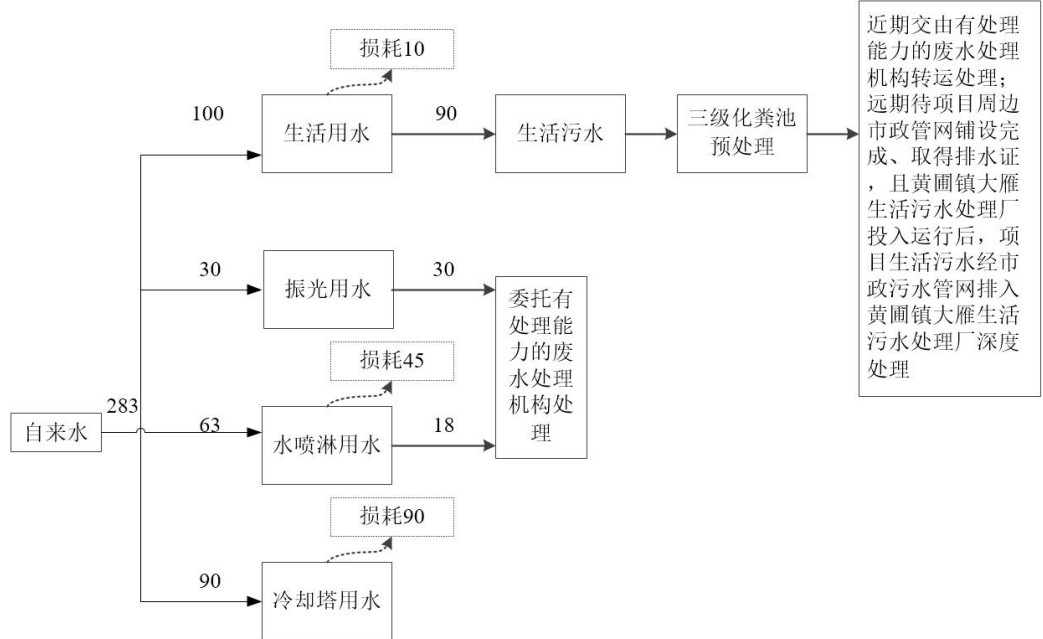 损耗10
100
生活用水
90
生活污水
三级化粪池
预处理
近期交由有处理
能力的废水处理
机构转运处理；
远期待项目周边
市政管网铺设完
成、取得排水证
，且黄圃镇大雁
生活污水处理厂
投入运行后，项
目生活污水经市
政污水管网排入
黄圃镇大雁生活
污水处理厂深度
处理
30
振光用水
30
委托有
处理能
力的废
水处理
机构处
理
损耗45
自来水
283
63
水喷淋用水
18
损耗90
90
冷却塔用水